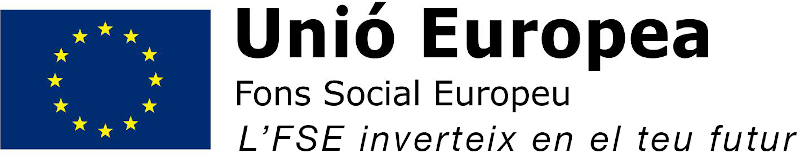 Unió Europea
Fons Social Europeu
L'FSE inverteix en el teu futur